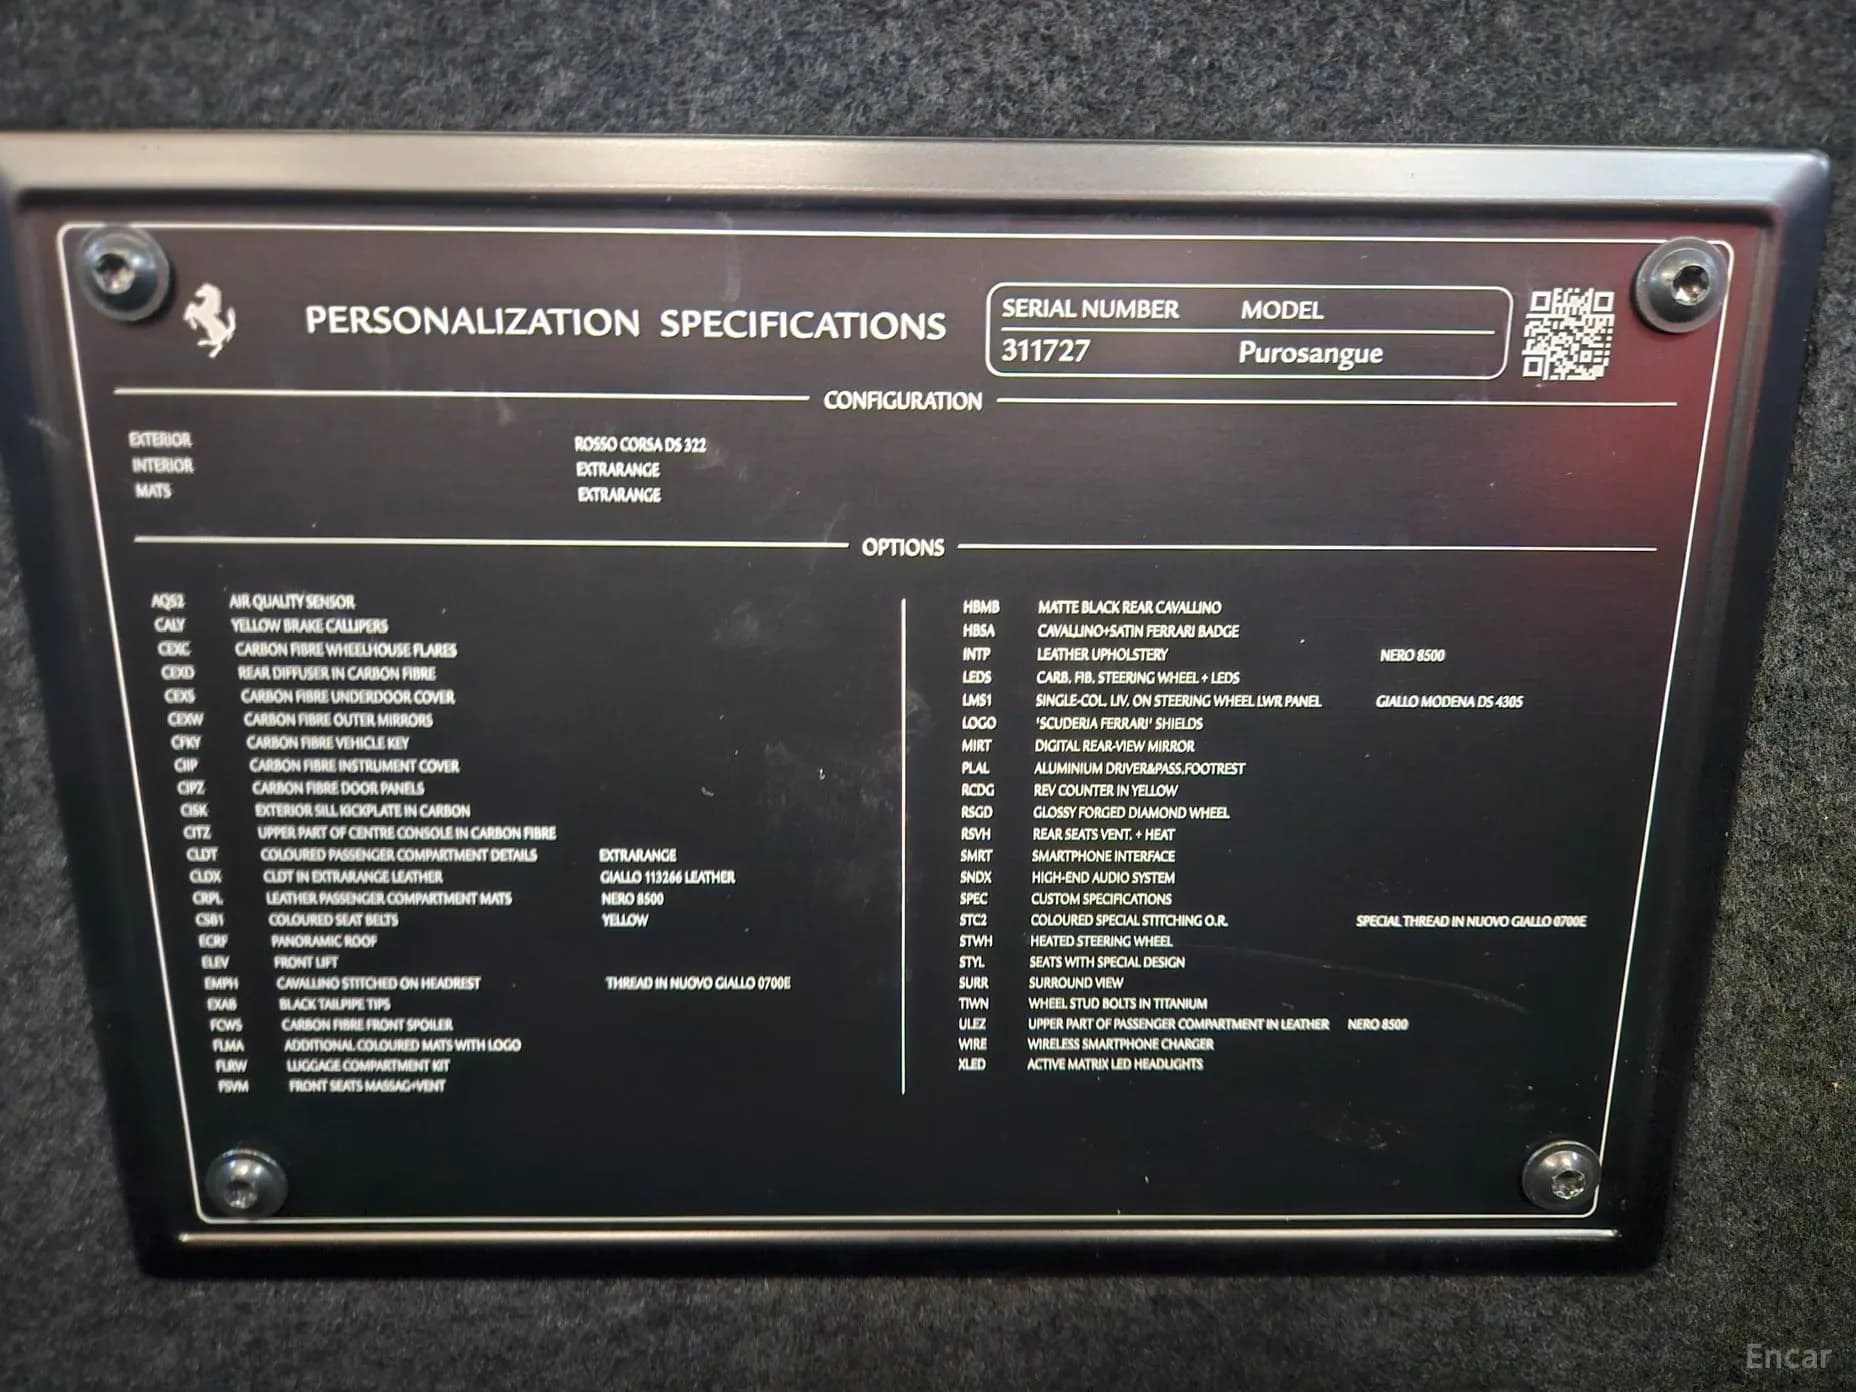 PERSONALIZATION SPECIFICATIONS
SERIAL NUMBER MODEL
311727 Purosangue
CONFIGURATION
EXTERIOR ROSSO CORSA DS 322
INTERIOR EXTRARANGE
MATS EXTRARANGE
OPTIONS
AQS2 AIR QUALITY SENSOR
CALY YELLOW BRAKE CALLIPERS
CEXC CARBON FIBRE WHEELHOUSE FLARES
CEXD REAR DIFFUSER IN CARBON FIBRE
CEXS CARBON FIBRE UNDERDOOR COVER
CEXW CARBON FIBRE OUTER MIRRORS
CFKY CARBON FIBRE VEHICLE KEY
CIIP CARBON FIBRE INSTRUMENT COVER
CIPZ CARBON FIBRE DOOR PANELS
CISK EXTERIOR SILL KICKPLATE IN CARBON
CITZ UPPER PART OF CENTRE CONSOLE IN CARBON FIBRE
CLDT COLOURED PASSENGER COMPARTMENT DETAILS EXTRARANGE
CLDX CLDT IN EXTRARANGE LEATHER GIALLO 113266 LEATHER
CRPL LEATHER PASSENGER COMPARTMENT MATS NERO 8500
CSB1 COLOURED SEAT BELTS YELLOW
ECRF PANORAMIC ROOF
ELEV FRONT LIFT
EMPH CAVALLINO STITCHED ON HEADREST THREAD IN NUOVO GIALLO 0700E
EXAB BLACK TAILPIPE TIPS
FCWS CARBON FIBRE FRONT SPOILER
FLMA ADDITIONAL COLOURED MATS WITH LOGO
FLRW LUGGAGE COMPARTMENT KIT
FSVM FRONT SEATS MASSAG+VENT
HBMB MATTE BLACK REAR CAVALLINO
HBSA CAVALLINO+SATIN FERRARI BADGE
INTP LEATHER UPHOLSTERY NERO 8500
LEDS CARB. FIB. STEERING WHEEL + LEDS
LMS1 SINGLE-COL. LIV. ON STEERING WHEEL LWR PANEL GIALLO MODENA DS 4305
LOGO 'SCUDERIA FERRARI' SHIELDS
MIRT DIGITAL REAR-VIEW MIRROR
PLAL ALUMINIUM DRIVER&PASS.FOOTREST
RCDG REV COUNTER IN YELLOW
RSGD GLOSSY FORGED DIAMOND WHEEL
RSVH REAR SEATS VENT. + HEAT
SMRT SMARTPHONE INTERFACE
SNDX HIGH-END AUDIO SYSTEM
SPEC CUSTOM SPECIFICATIONS
STC2 COLOURED SPECIAL STITCHING O.R. SPECIAL THREAD IN NUOVO GIALLO 0700E
STWH HEATED STEERING WHEEL
STYL SEATS WITH SPECIAL DESIGN
SURR SURROUND VIEW
TIWN WHEEL STUD BOLTS IN TITANIUM
ULEZ UPPER PART OF PASSENGER COMPARTMENT IN LEATHER NERO 8500
WIRE WIRELESS SMARTPHONE CHARGER
XLED ACTIVE MATRIX LED HEADLIGHTS
Encar